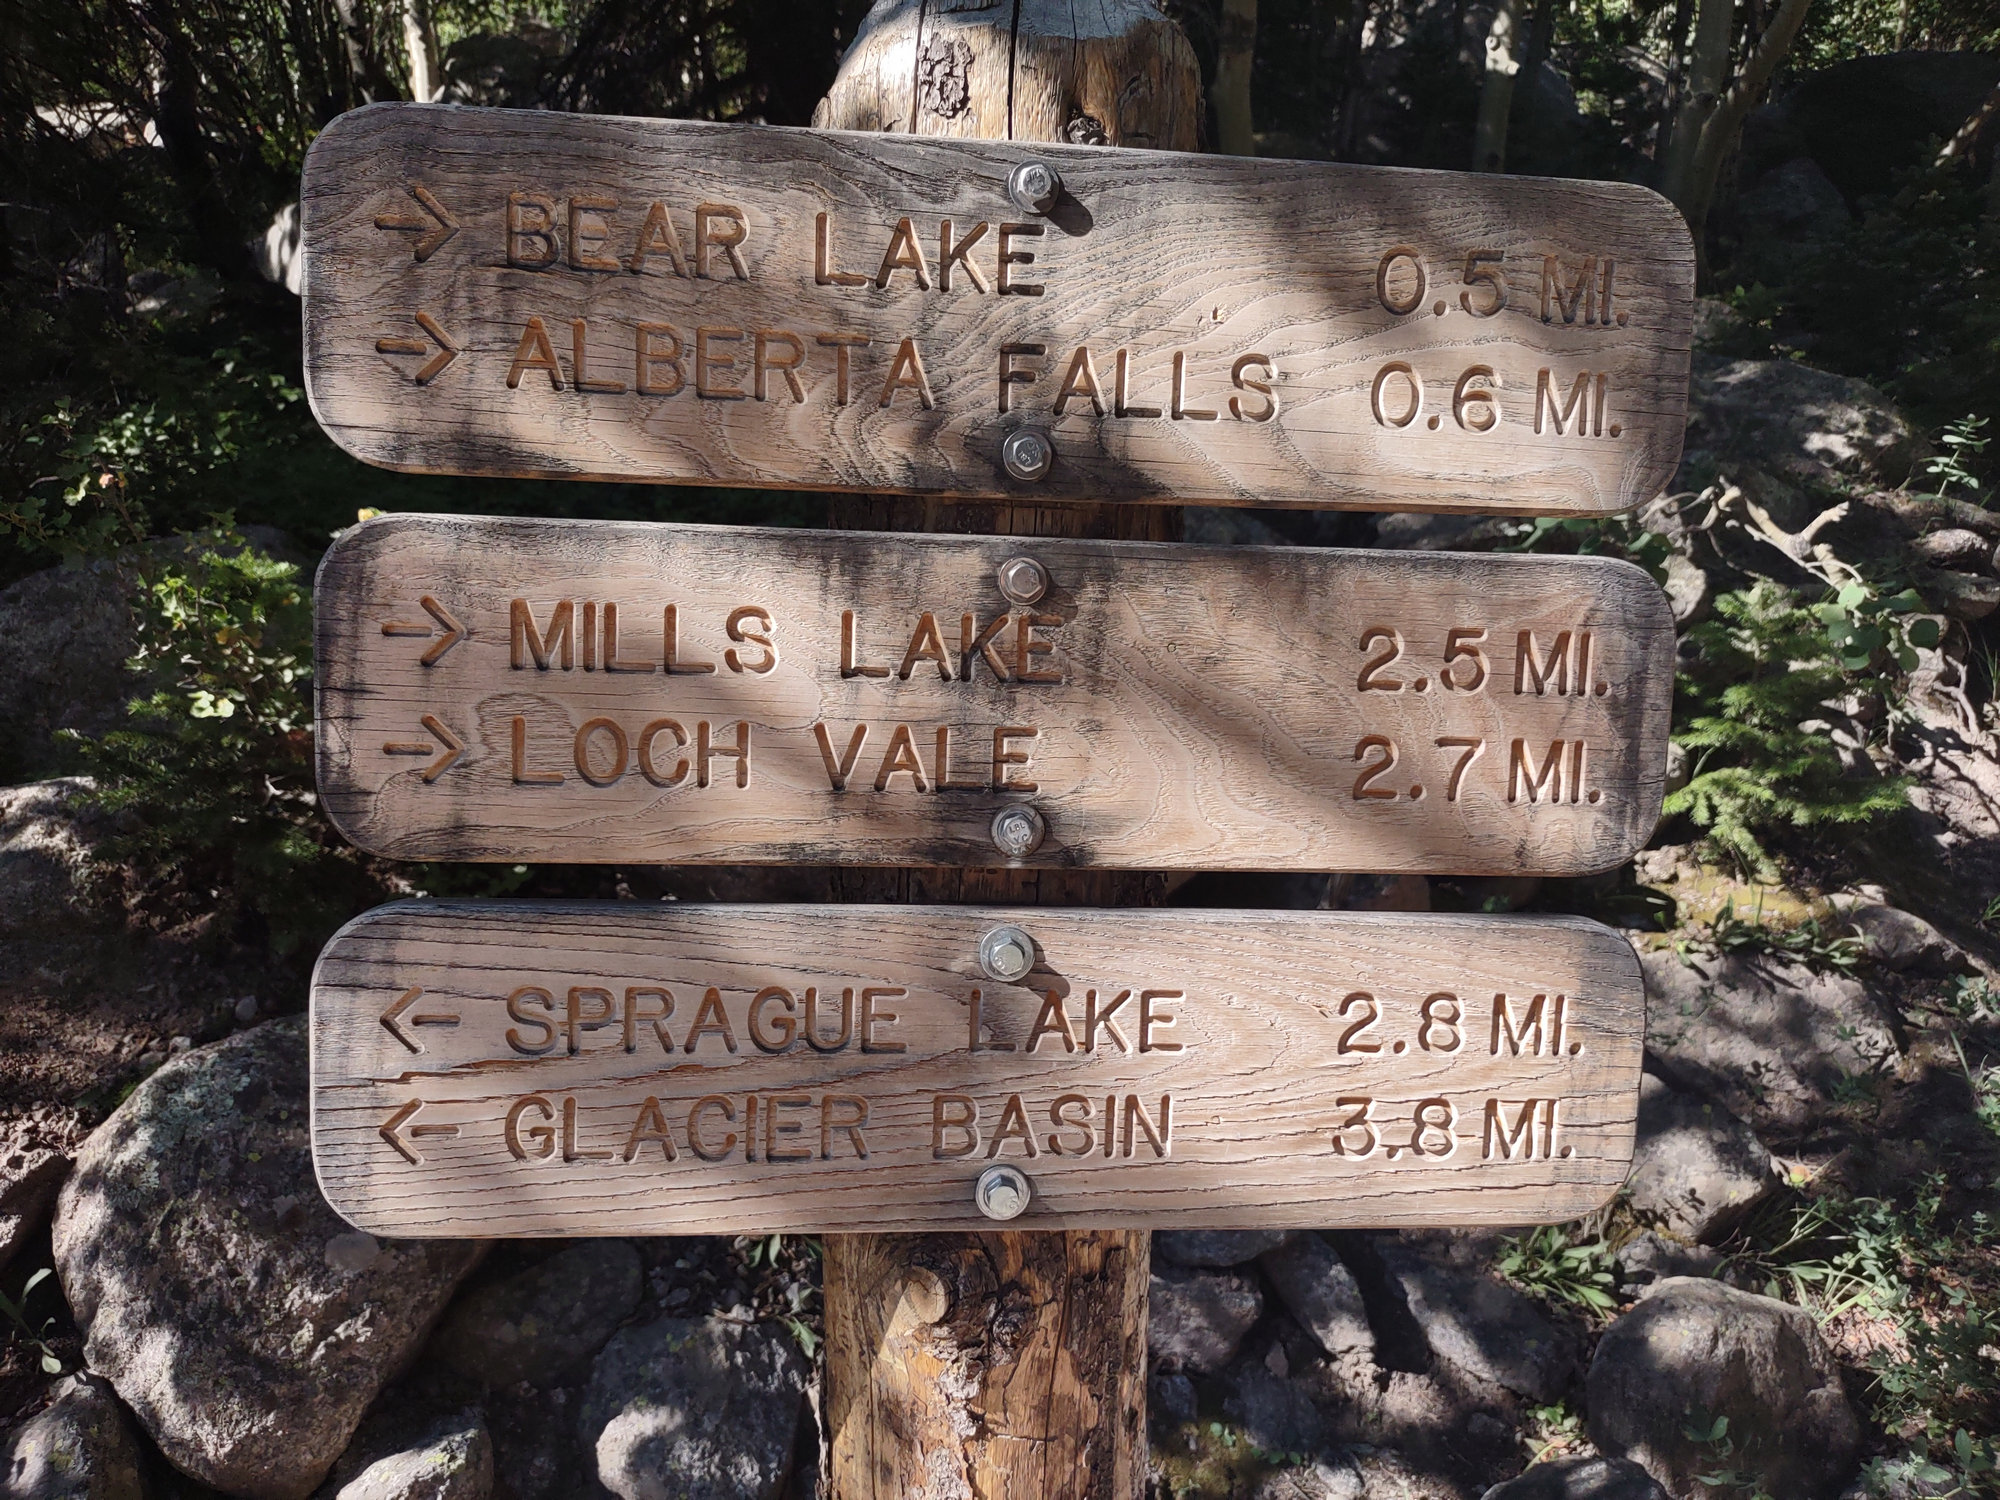 → BEAR LAKE 0.5 MI.
→ ALBERTA FALLS 0.6 MI.
→ MILLS LAKE 2.5 MI.
→ LOCH VALE 2.7 MI.
← SPRAGUE LAKE 2.8 MI.
← GLACIER BASIN 3.8 MI.